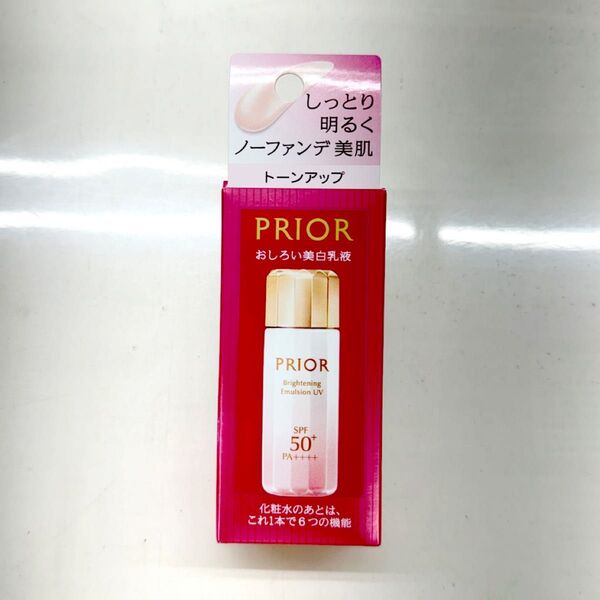 しっとり
明るく
ノーファンデ美肌
トーンアップ
PRIOR
おしろい美白乳液
PRIOR
Brightening
Emulsion UV
SPF
50+
PA++++
化粧水のあとは、
これ1本で6つの機能